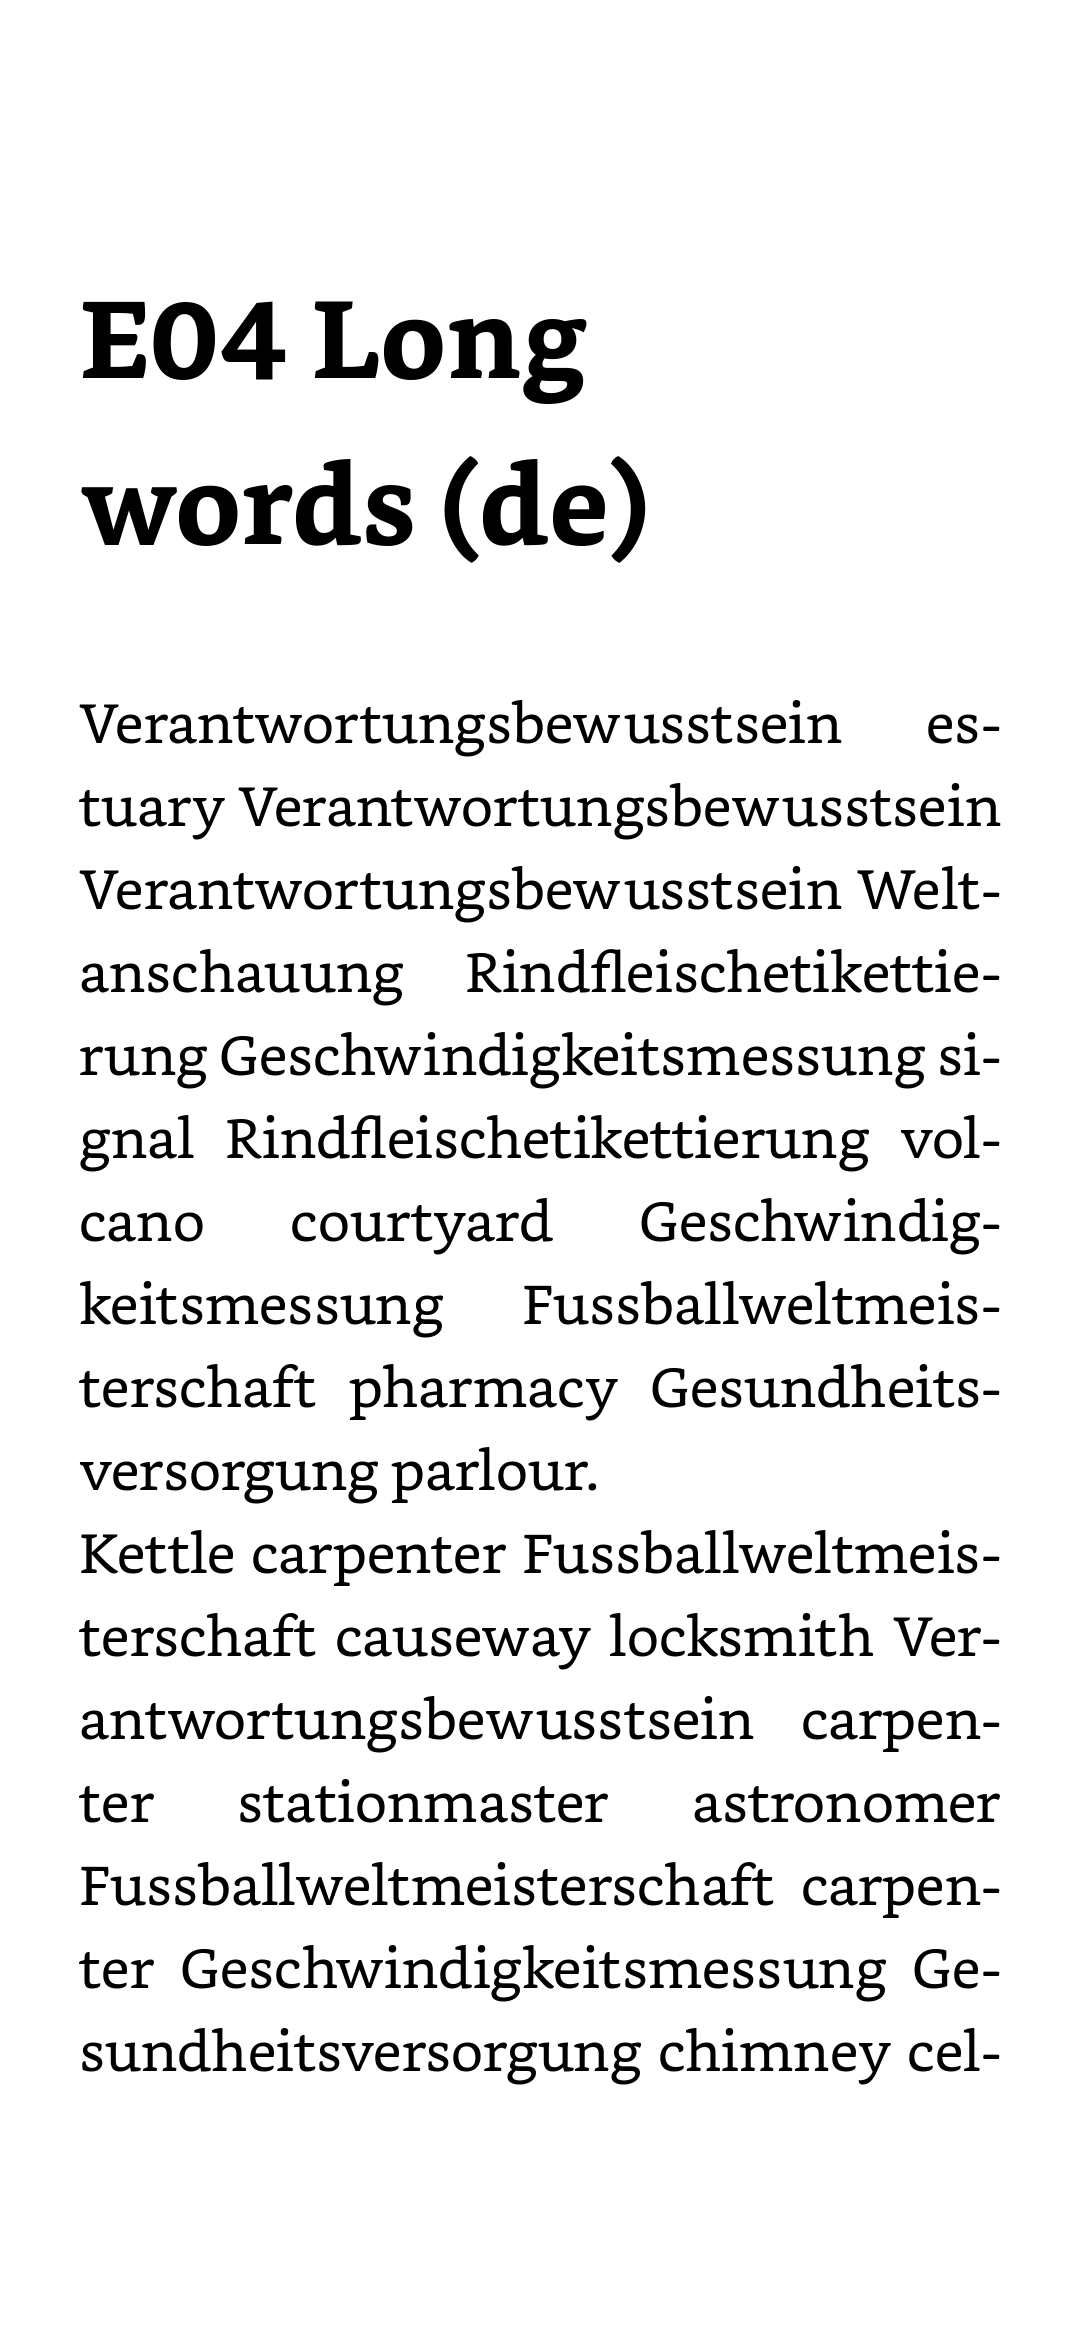 E04 Long
words (de)
Verantwortungsbewusstsein es-
tuary Verantwortungsbewusstsein
Verantwortungsbewusstsein Welt-
anschauung Rindfleischetikettie-
rung Geschwindigkeitsmessung si-
gnal Rindfleischetikettierung vol-
cano courtyard Geschwindig-
keitsmessung Fussballweltmeis-
terschaft pharmacy Gesundheits-
versorgung parlour.
Kettle carpenter Fussballweltmeis-
terschaft causeway locksmith Ver-
antwortungsbewusstsein carpen-
ter stationmaster astronomer
Fussballweltmeisterschaft carpen-
ter Geschwindigkeitsmessung Ge-
sundheitsversorgung chimney cel-